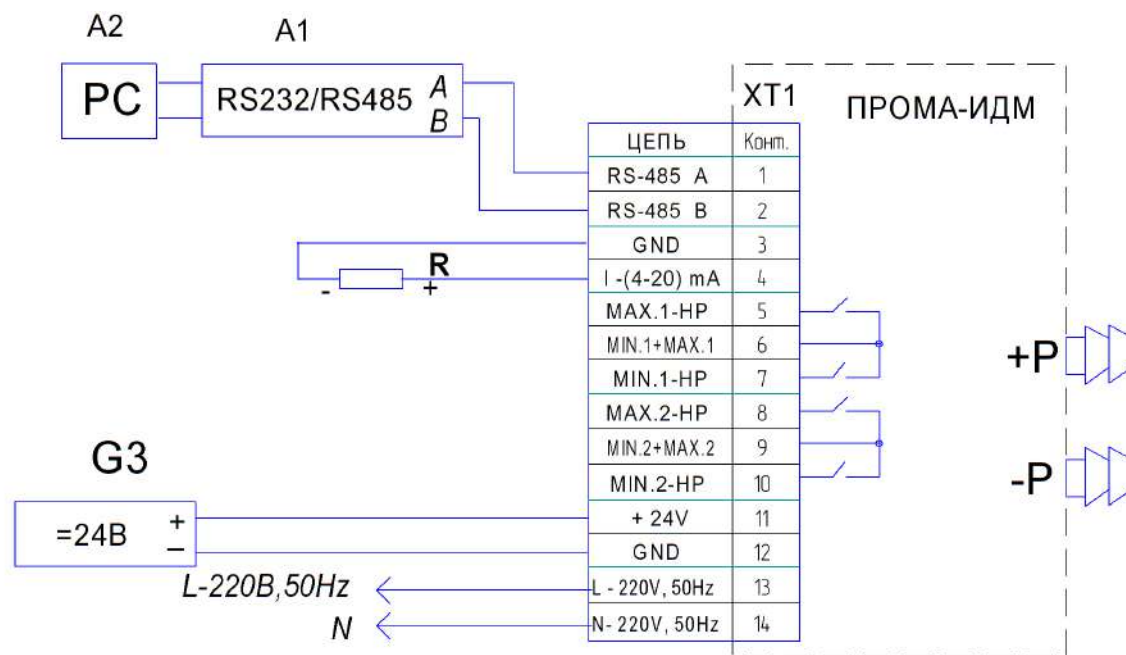 A2
A1
PC
RS232/RS485 A
B
XT1
ПРОМА-ИДМ
ЦЕПЬ Конт.
RS-485 A 1
RS-485 B 2
GND 3
I -(4-20) mA 4
MAX.1-HP 5
MIN.1+MAX.1 6
MIN.1-HP 7
MAX.2-HP 8
MIN.2+MAX.2 9
MIN.2-HP 10
+ 24V 11
GND 12
L - 220V, 50Hz 13
N- 220V, 50Hz 14
R
- +
+P
-P
G3
=24В + −
L-220В,50Hz
N